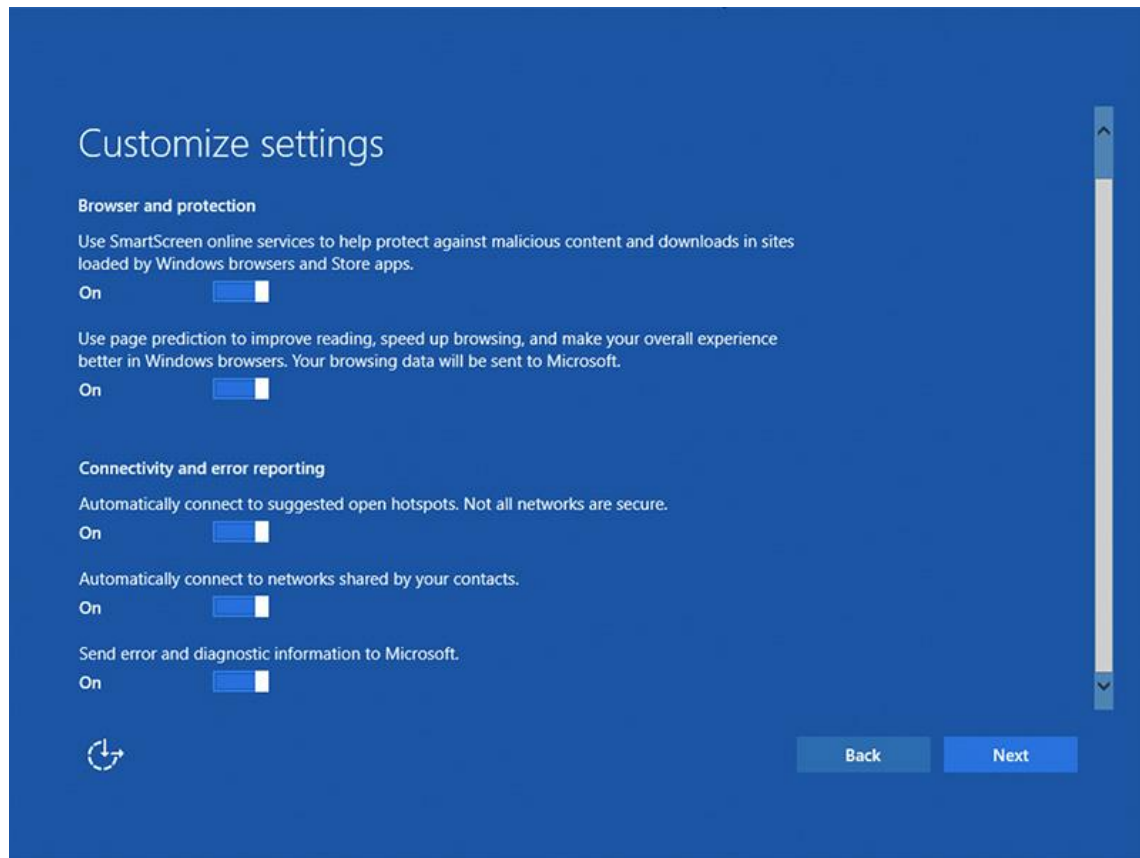 Customize settings
Browser and protection
Use SmartScreen online services to help protect against malicious content and downloads in sites
loaded by Windows browsers and Store apps.
On
Use page prediction to improve reading, speed up browsing, and make your overall experience
better in Windows browsers. Your browsing data will be sent to Microsoft.
On
Connectivity and error reporting
Automatically connect to suggested open hotspots. Not all networks are secure.
On
Automatically connect to networks shared by your contacts.
On
Send error and diagnostic information to Microsoft.
On
Back
Next